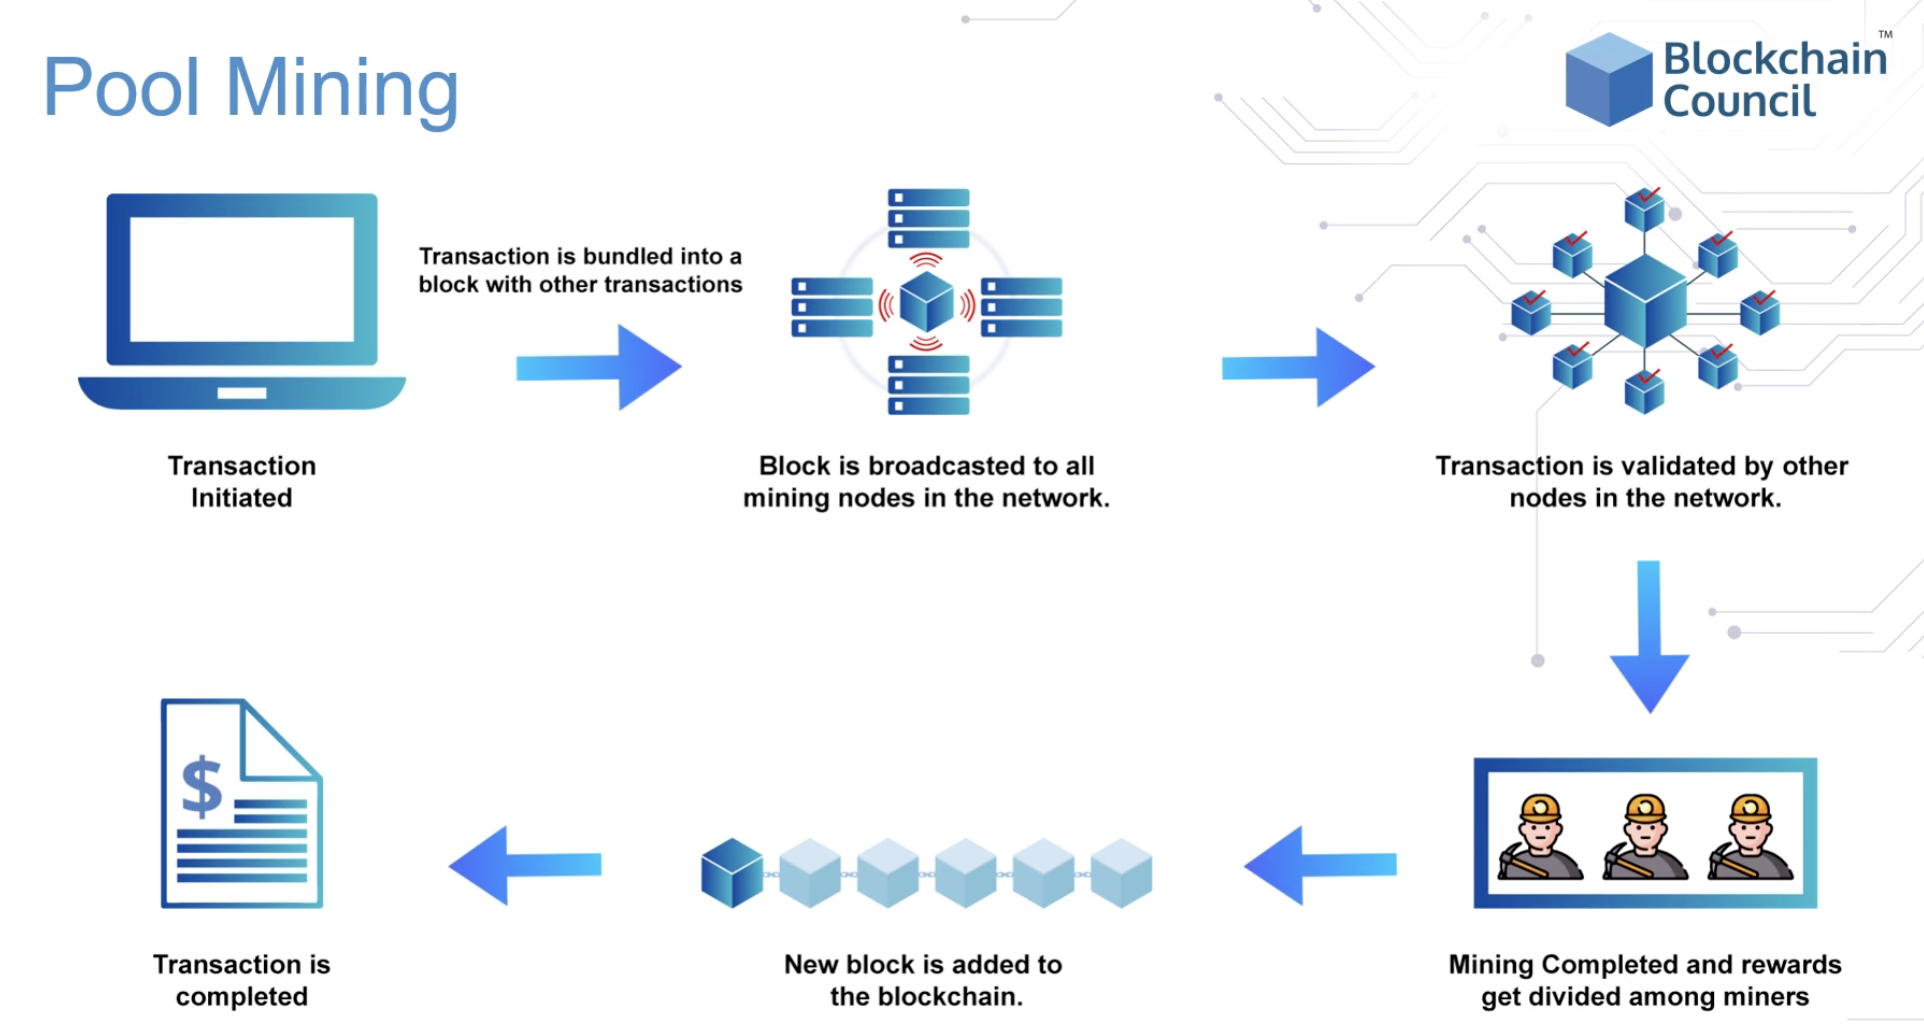 Pool Mining
Blockchain
Council
TM
Transaction is bundled into a
block with other transactions
Transaction
Initiated
Block is broadcasted to all
mining nodes in the network.
Transaction is validated by other
nodes in the network.
$
Transaction is
completed
New block is added to
the blockchain.
Mining Completed and rewards
get divided among miners